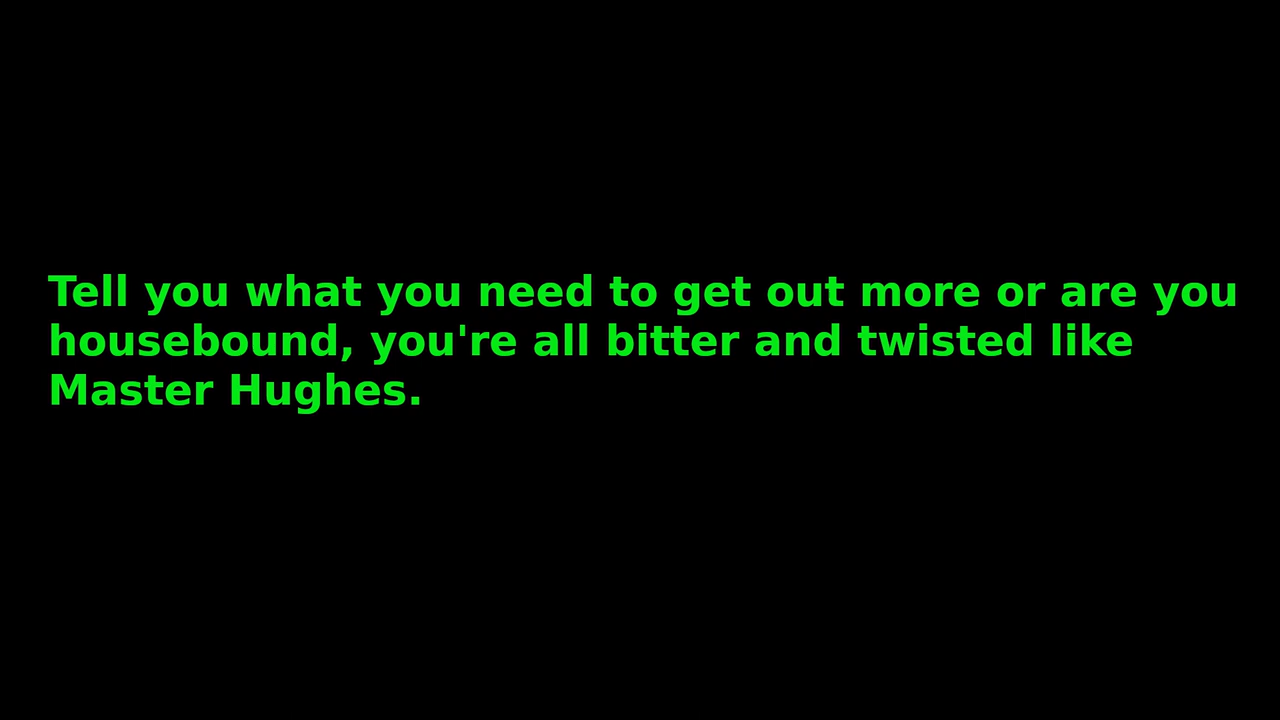 Tell you what you need to get out more or are you
housebound, you're all bitter and twisted like
Master Hughes.